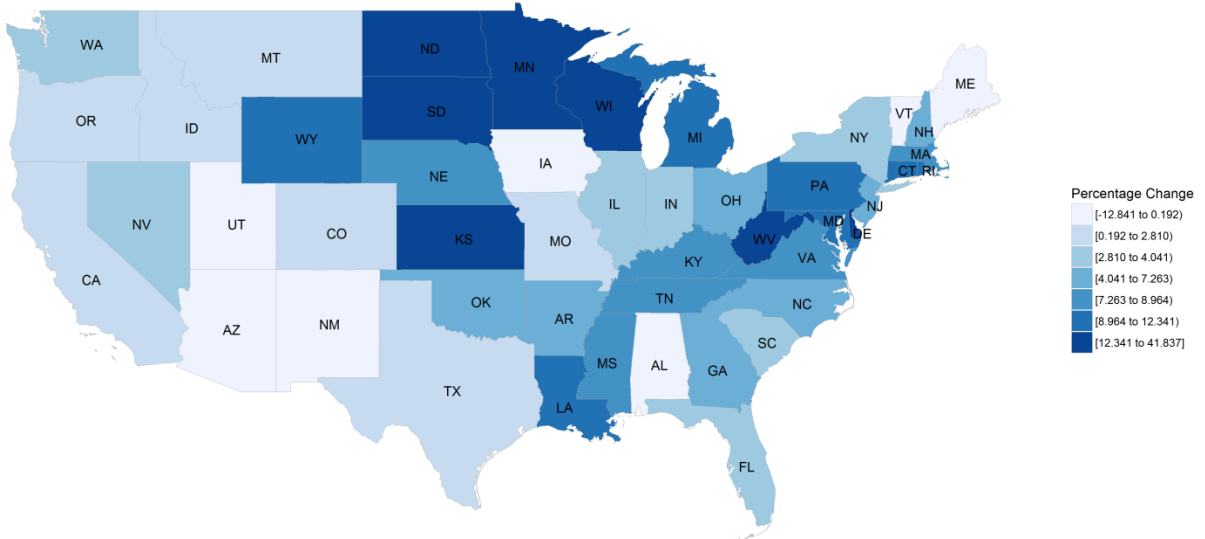 WA
MT
ND
MN
ME
OR
ID
SD
WI
VT
NH
NY
WY
MI
MA
CT RI
IA
NE
PA
NJ
NV
UT
CO
IL
IN
OH
MD
DE
KS
MO
WV
VA
KY
CA
OK
TN
NC
AR
AZ
NM
SC
MS
AL
GA
TX
LA
FL
Percentage Change
[-12.841 to 0.192)
[0.192 to 2.810)
[2.810 to 4.041)
[4.041 to 7.263)
[7.263 to 8.964)
[8.964 to 12.341)
[12.341 to 41.837]